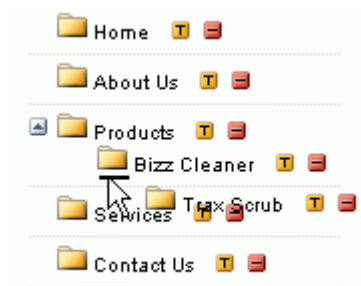 Home T
About Us T
Products T
Bizz Cleaner T
Trax Scrub T
Services T
Contact Us T